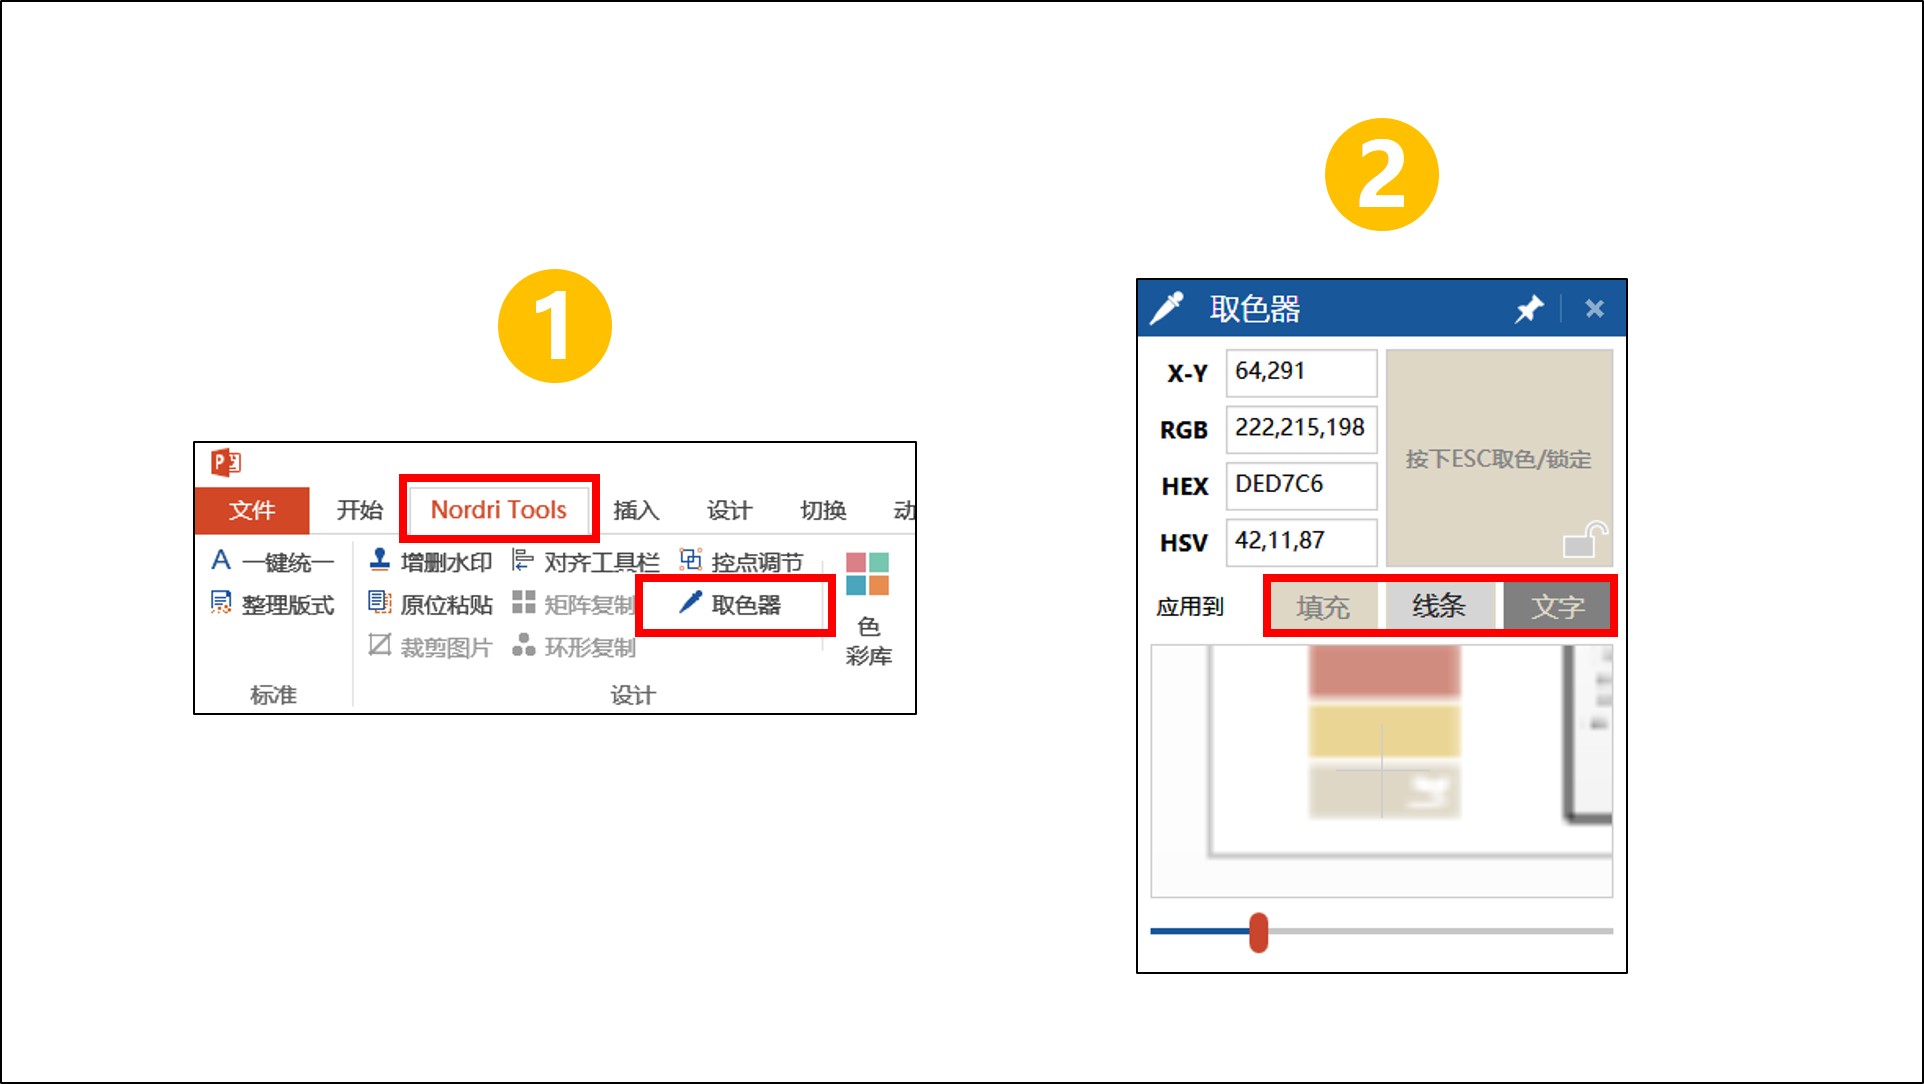 1
文件 开始 Nordri Tools 插入 设计 切换 动
A 一键统一 增删水印 对齐工具栏 控点调节
整理版式 原位粘贴 矩阵复制 取色器
裁剪图片 环形复制
色
彩库
标准 设计
2
取色器
X-Y 64,291
RGB 222,215,198
HEX DED7C6
HSV 42,11,87
按下ESC取色/锁定
应用到 填充 线条 文字